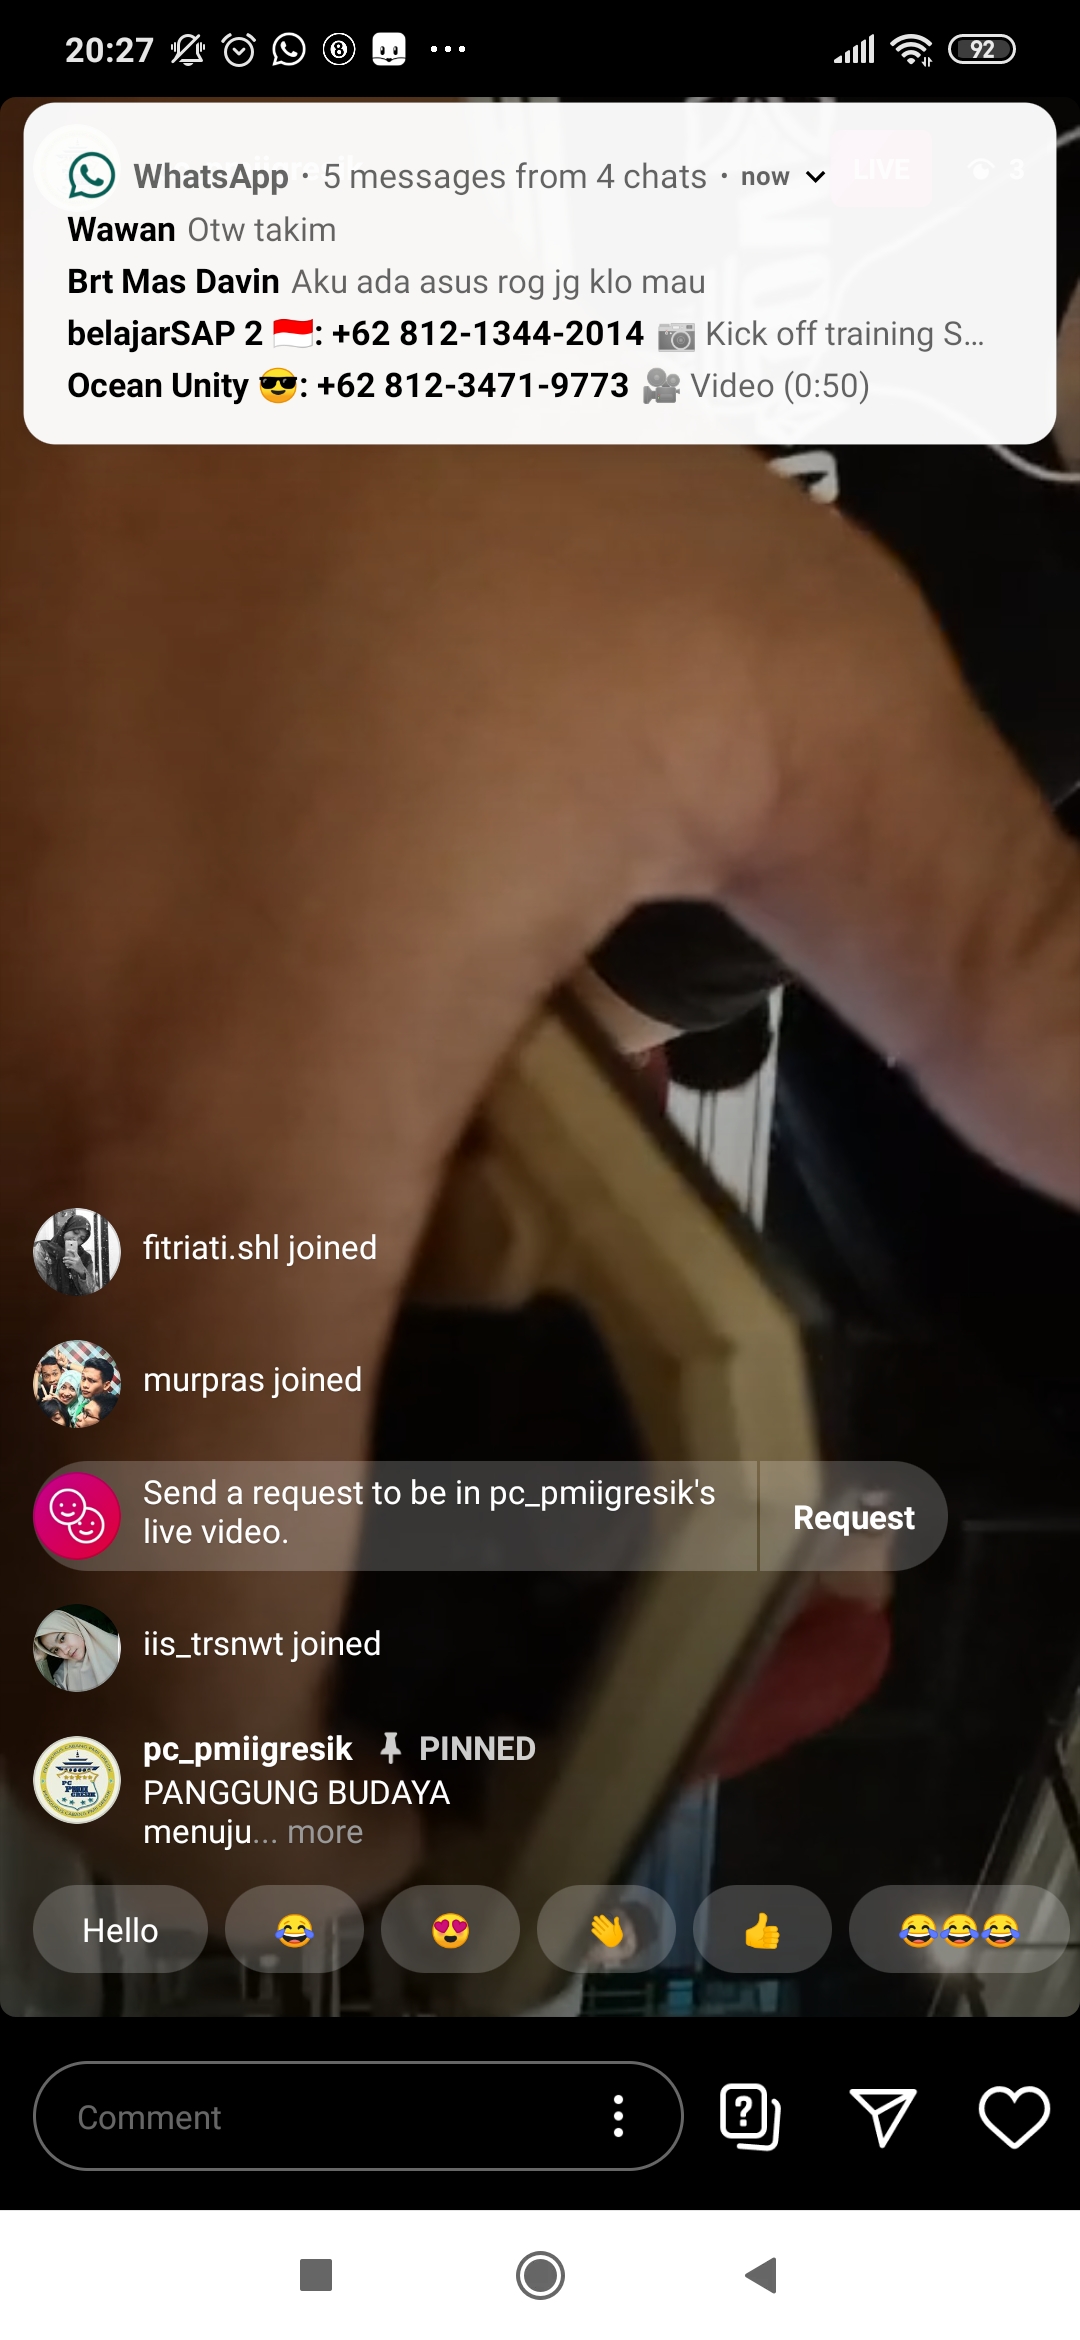 20:27
92
WhatsApp · 5 messages from 4 chats · now
LIVE 3
Wawan Otw takim
Brt Mas Davin Aku ada asus rog jg klo mau
belajarSAP 2 🇮🇩: +62 812-1344-2014 📷 Kick off training S...
Ocean Unity 😎: +62 812-3471-9773 🎥 Video (0:50)
fitriati.shl joined
murpras joined
Send a request to be in pc_pmiigresik's
live video.
Request
iis_trsnwt joined
pc_pmiigresik PINNED
PANGGUNG BUDAYA
menuju... more
Hello 😂 😍 👋 👍 😂😂😂
Comment